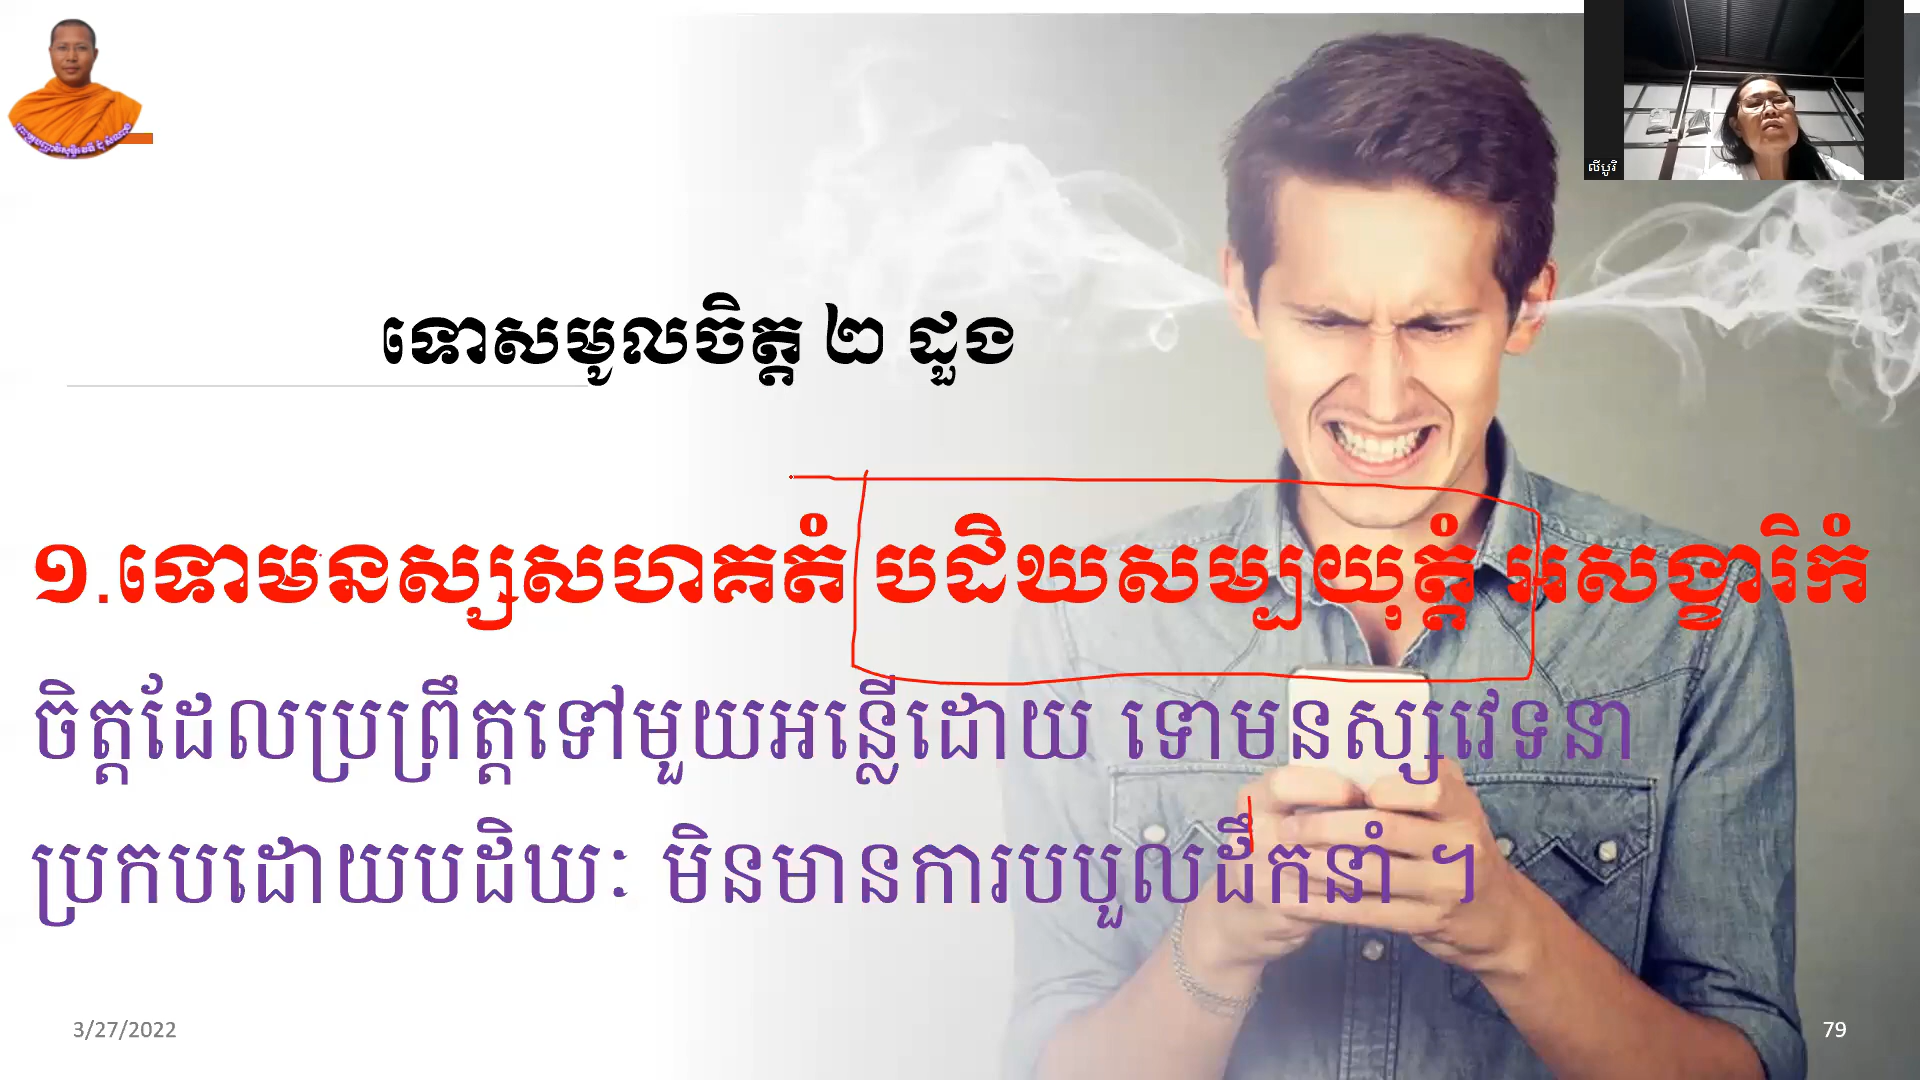 លីបូរិ
ទោសមូលចិត្ត ២ ដួង
១.ទោមនស្សសហគតំ បដិឃសម្បយុត្តំ អសង្ខារិកំ
ចិត្តដែលប្រព្រឹត្តទៅមួយអន្លើដោយ ទោមនស្សវេទនា
ប្រកបដោយបដិឃៈ មិនមានការបបួលដឹកនាំ ។
3/27/2022
79